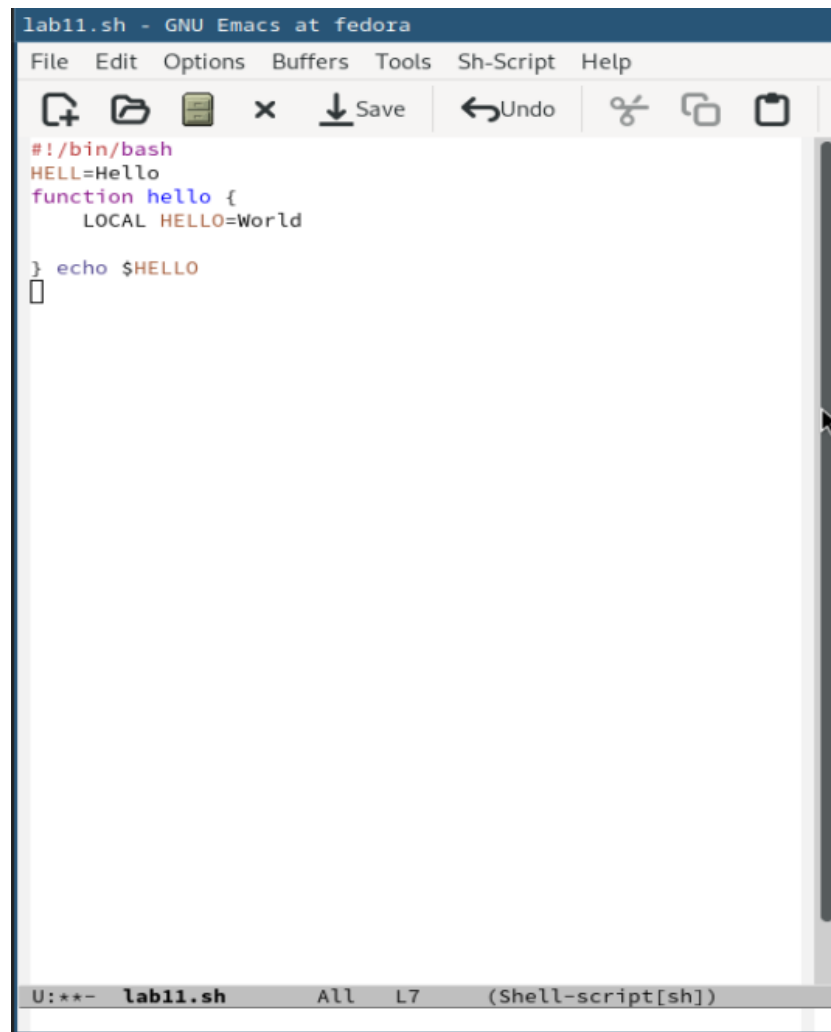 lab11.sh - GNU Emacs at fedora
File Edit Options Buffers Tools Sh-Script Help
Save Undo
#!/bin/bash
HELL=Hello
function hello {
    LOCAL HELLO=World
} echo $HELLO
U:**- lab11.sh All L7 (Shell-script[sh])